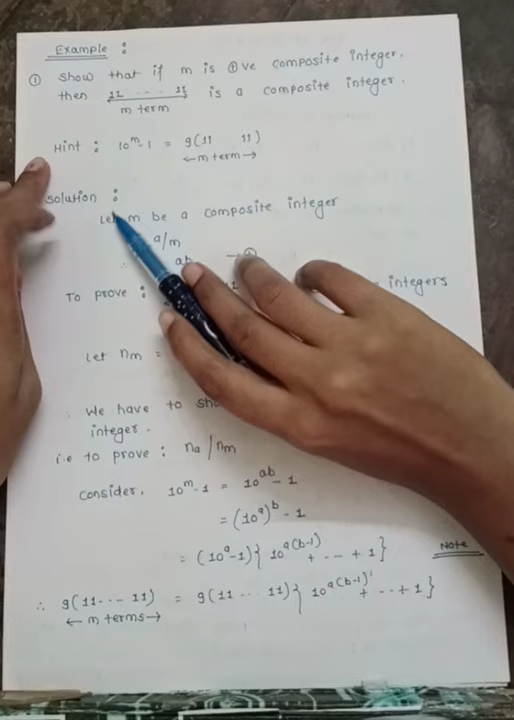 Example :
① Show that if m is ⊕ve composite integer.
then 11 ... 11 is a composite integer.
m term
Hint : 10^m-1 = 9(11 11)
←m term→
Solution :
Let m be a composite integer
a/m
∴ ab →
To prove : integers
Let n_m =
∴ We have to sho
integer.
i.e to prove : n_a / n_m
Consider, 10^m-1 = 10^ab - 1
= (10^a)^b - 1
= (10^a-1){ 10^a(b-1) + -- + 1}
Note
∴ 9(11--- 11) = 9(11 ... 11){ 10^a(b-1) + - - + 1}
← m terms→